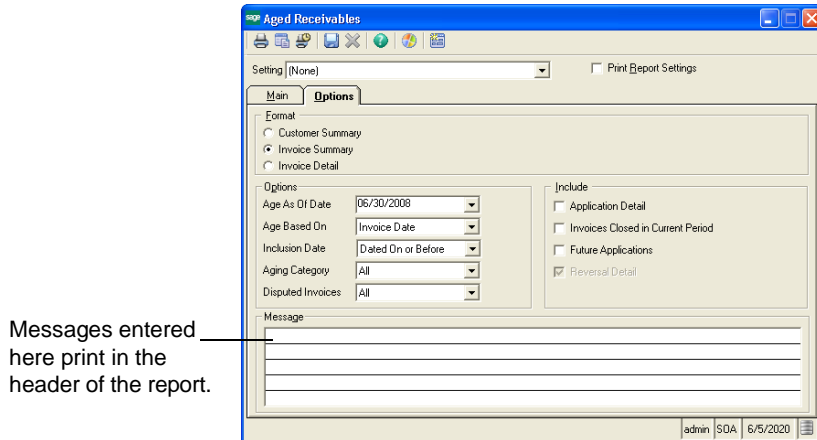 sage Aged Receivables
Setting (None)
Print Report Settings
Main Options
Format
Customer Summary
Invoice Summary
Invoice Detail
Options
Age As Of Date 06/30/2008
Age Based On Invoice Date
Inclusion Date Dated On or Before
Aging Category All
Disputed Invoices All
Include
Application Detail
Invoices Closed in Current Period
Future Applications
Reversal Detail
Message
Messages entered
here print in the
header of the report.
admin SOA 6/5/2020